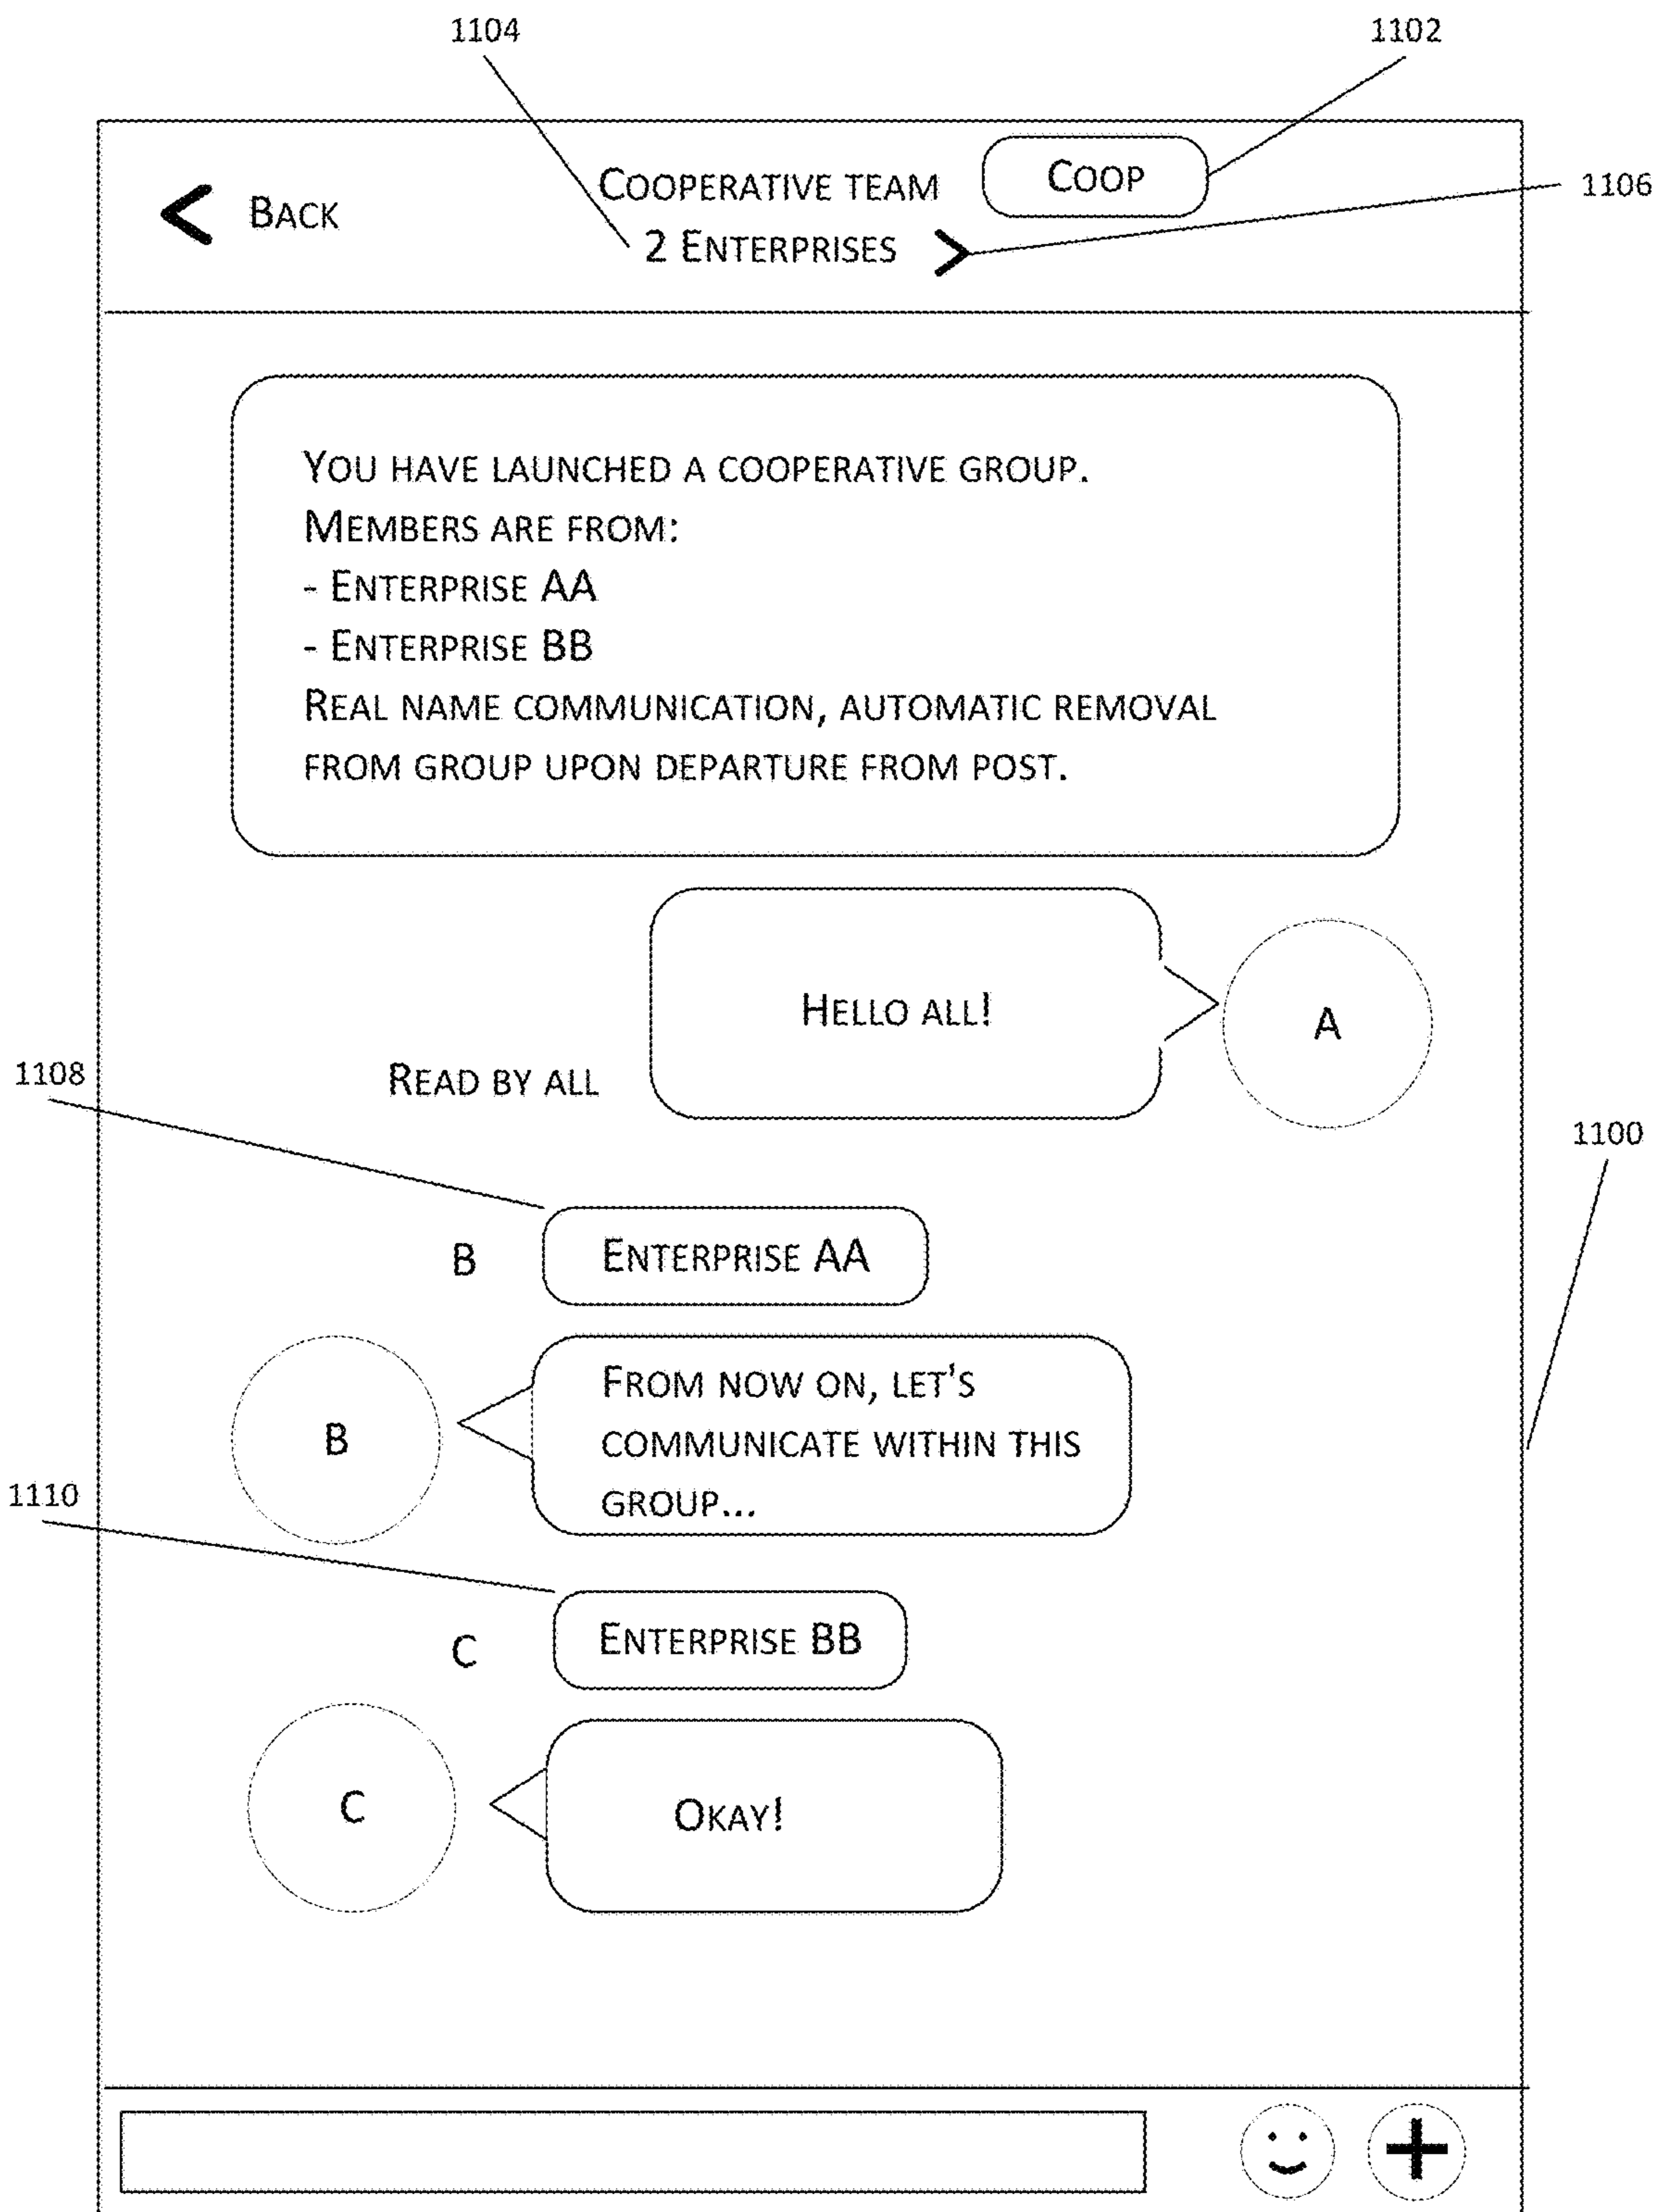 1104
1102
COOPERATIVE TEAM
COOP
1106
BACK
2 ENTERPRISES
YOU HAVE LAUNCHED A COOPERATIVE GROUP.
MEMBERS ARE FROM:
- ENTERPRISE AA
- ENTERPRISE BB
REAL NAME COMMUNICATION, AUTOMATIC REMOVAL
FROM GROUP UPON DEPARTURE FROM POST.
HELLO ALL!
A
READ BY ALL
1108
1100
B
ENTERPRISE AA
FROM NOW ON, LET'S
COMMUNICATE WITHIN THIS
GROUP...
B
1110
C
ENTERPRISE BB
C
OKAY!